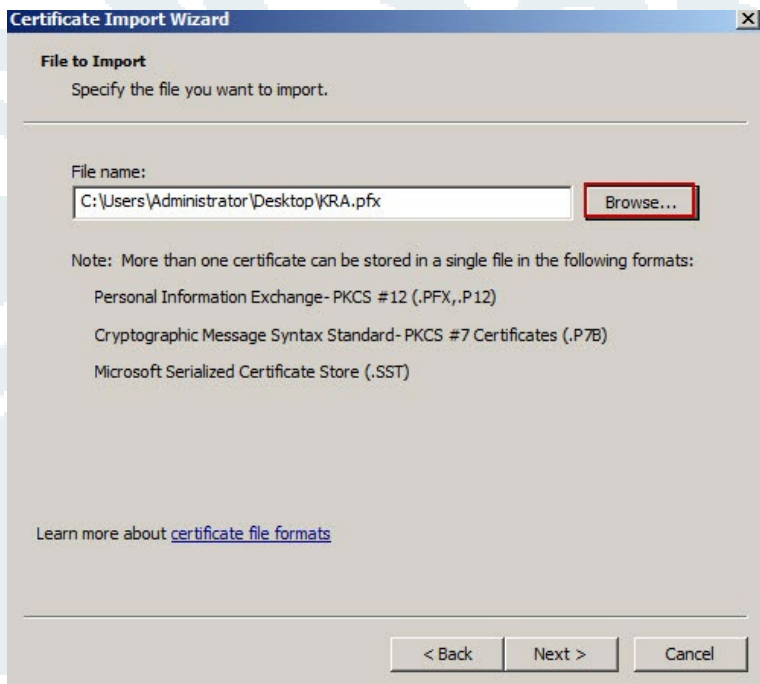 Certificate Import Wizard
File to Import
Specify the file you want to import.
File name:
C:\Users\Administrator\Desktop\KRA.pfx
Browse...
Note: More than one certificate can be stored in a single file in the following formats:
Personal Information Exchange- PKCS #12 (.PFX,.P12)
Cryptographic Message Syntax Standard- PKCS #7 Certificates (.P7B)
Microsoft Serialized Certificate Store (.SST)
Learn more about certificate file formats
< Back Next > Cancel